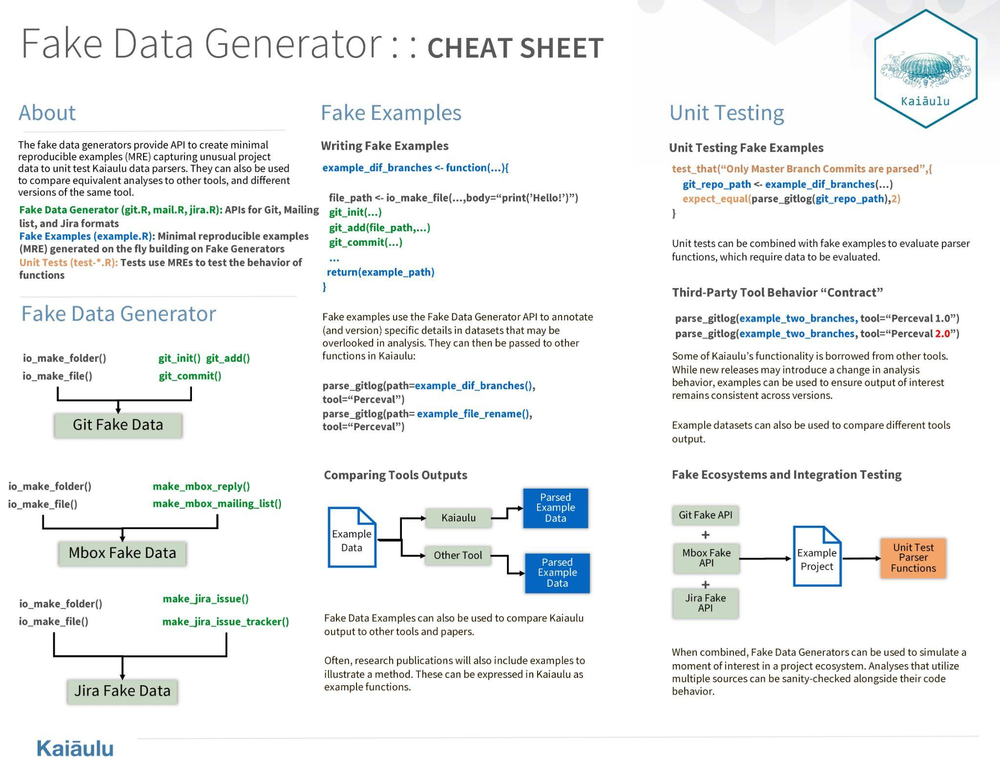 Fake Data Generator : : CHEAT SHEET
Kaiāulu
About
The fake data generators provide API to create minimal
reproducible examples (MRE) capturing unusual project
data to unit test Kaiaulu data parsers. They can also be used
to compare equivalent analyses to other tools, and different
versions of the same tool.
Fake Data Generator (git.R, mail.R, jira.R): APIs for Git, Mailing
list, and Jira formats
Fake Examples (example.R): Minimal reproducible examples
(MRE) generated on the fly building on Fake Generators
Unit Tests (test-*.R): Tests use MREs to test the behavior of
functions
Fake Data Generator
io_make_folder()
io_make_file()
git_init() git_add()
git_commit()
Git Fake Data
io_make_folder()
io_make_file()
make_mbox_reply()
make_mbox_mailing_list()
Mbox Fake Data
io_make_folder()
io_make_file()
make_jira_issue()
make_jira_issue_tracker()
Jira Fake Data
Fake Examples
Writing Fake Examples
example_dif_branches <- function(...){
file_path <- io_make_file(...,body=“print(’Hello!’)”)
git_init(...)
git_add(file_path,...)
git_commit(...)
...
return(example_path)
}
Fake examples use the Fake Data Generator API to annotate
(and version) specific details in datasets that may be
overlooked in analysis. They can then be passed to other
functions in Kaiaulu:
parse_gitlog(path=example_dif_branches(),
tool=“Perceval”)
parse_gitlog(path= example_file_rename(),
tool=“Perceval”)
Comparing Tools Outputs
Example
Data
Kaiaulu
Other Tool
Parsed
Example
Data
Parsed
Example
Data
Fake Data Examples can also be used to compare Kaiaulu
output to other tools and papers.
Often, research publications will also include examples to
illustrate a method. These can be expressed in Kaiaulu as
example functions.
Unit Testing
Unit Testing Fake Examples
test_that(“Only Master Branch Commits are parsed”,{
git_repo_path <- example_dif_branches(...)
expect_equal(parse_gitlog(git_repo_path),2)
}
Unit tests can be combined with fake examples to evaluate parser
functions, which require data to be evaluated.
Third-Party Tool Behavior “Contract”
parse_gitlog(example_two_branches, tool=“Perceval 1.0”)
parse_gitlog(example_two_branches, tool=“Perceval 2.0”)
Some of Kaiaulu’s functionality is borrowed from other tools.
While new releases may introduce a change in analysis
behavior, examples can be used to ensure output of interest
remains consistent across versions.
Example datasets can also be used to compare different tools
output.
Fake Ecosystems and Integration Testing
Git Fake API
+
Mbox Fake
API
+
Jira Fake
API
Example
Project
Unit Test
Parser
Functions
When combined, Fake Data Generators can be used to simulate a
moment of interest in a project ecosystem. Analyses that utilize
multiple sources can be sanity-checked alongside their code
behavior.
Kaiāulu